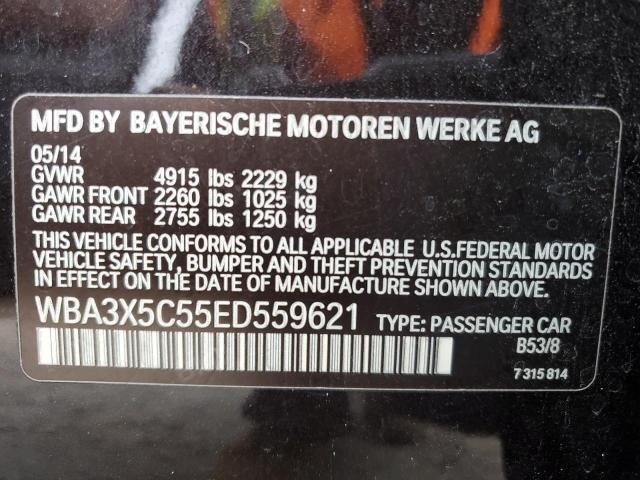 MFD BY BAYERISCHE MOTOREN WERKE AG
05/14
GVWR 4915 lbs 2229 kg
GAWR FRONT 2260 lbs 1025 kg
GAWR REAR 2755 lbs 1250 kg
THIS VEHICLE CONFORMS TO ALL APPLICABLE U.S.FEDERAL MOTOR
VEHICLE SAFETY, BUMPER AND THEFT PREVENTION STANDARDS
IN EFFECT ON THE DATE OF MANUFACTURE SHOWN ABOVE.
WBA3X5C55ED559621 TYPE: PASSENGER CAR
B53/8
7 315 814